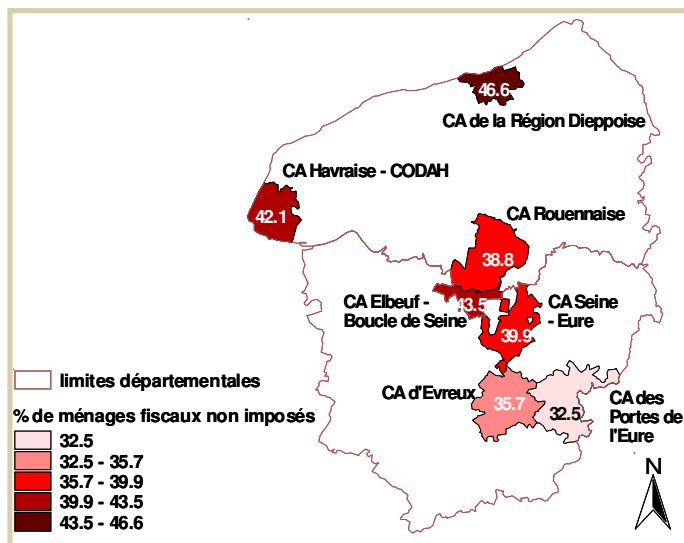 46.6
CA de la Région Dieppoise
CA Havraise - CODAH
42.1
CA Rouennaise
38.8
CA Elbeuf -
Boucle de Seine
43.5
CA Seine
- Eure
39.9
limites départementales
CA d'Evreux
35.7
32.5
CA des
Portes de
l'Eure
% de ménages fiscaux non imposés
32.5
32.5 - 35.7
35.7 - 39.9
39.9 - 43.5
43.5 - 46.6
N